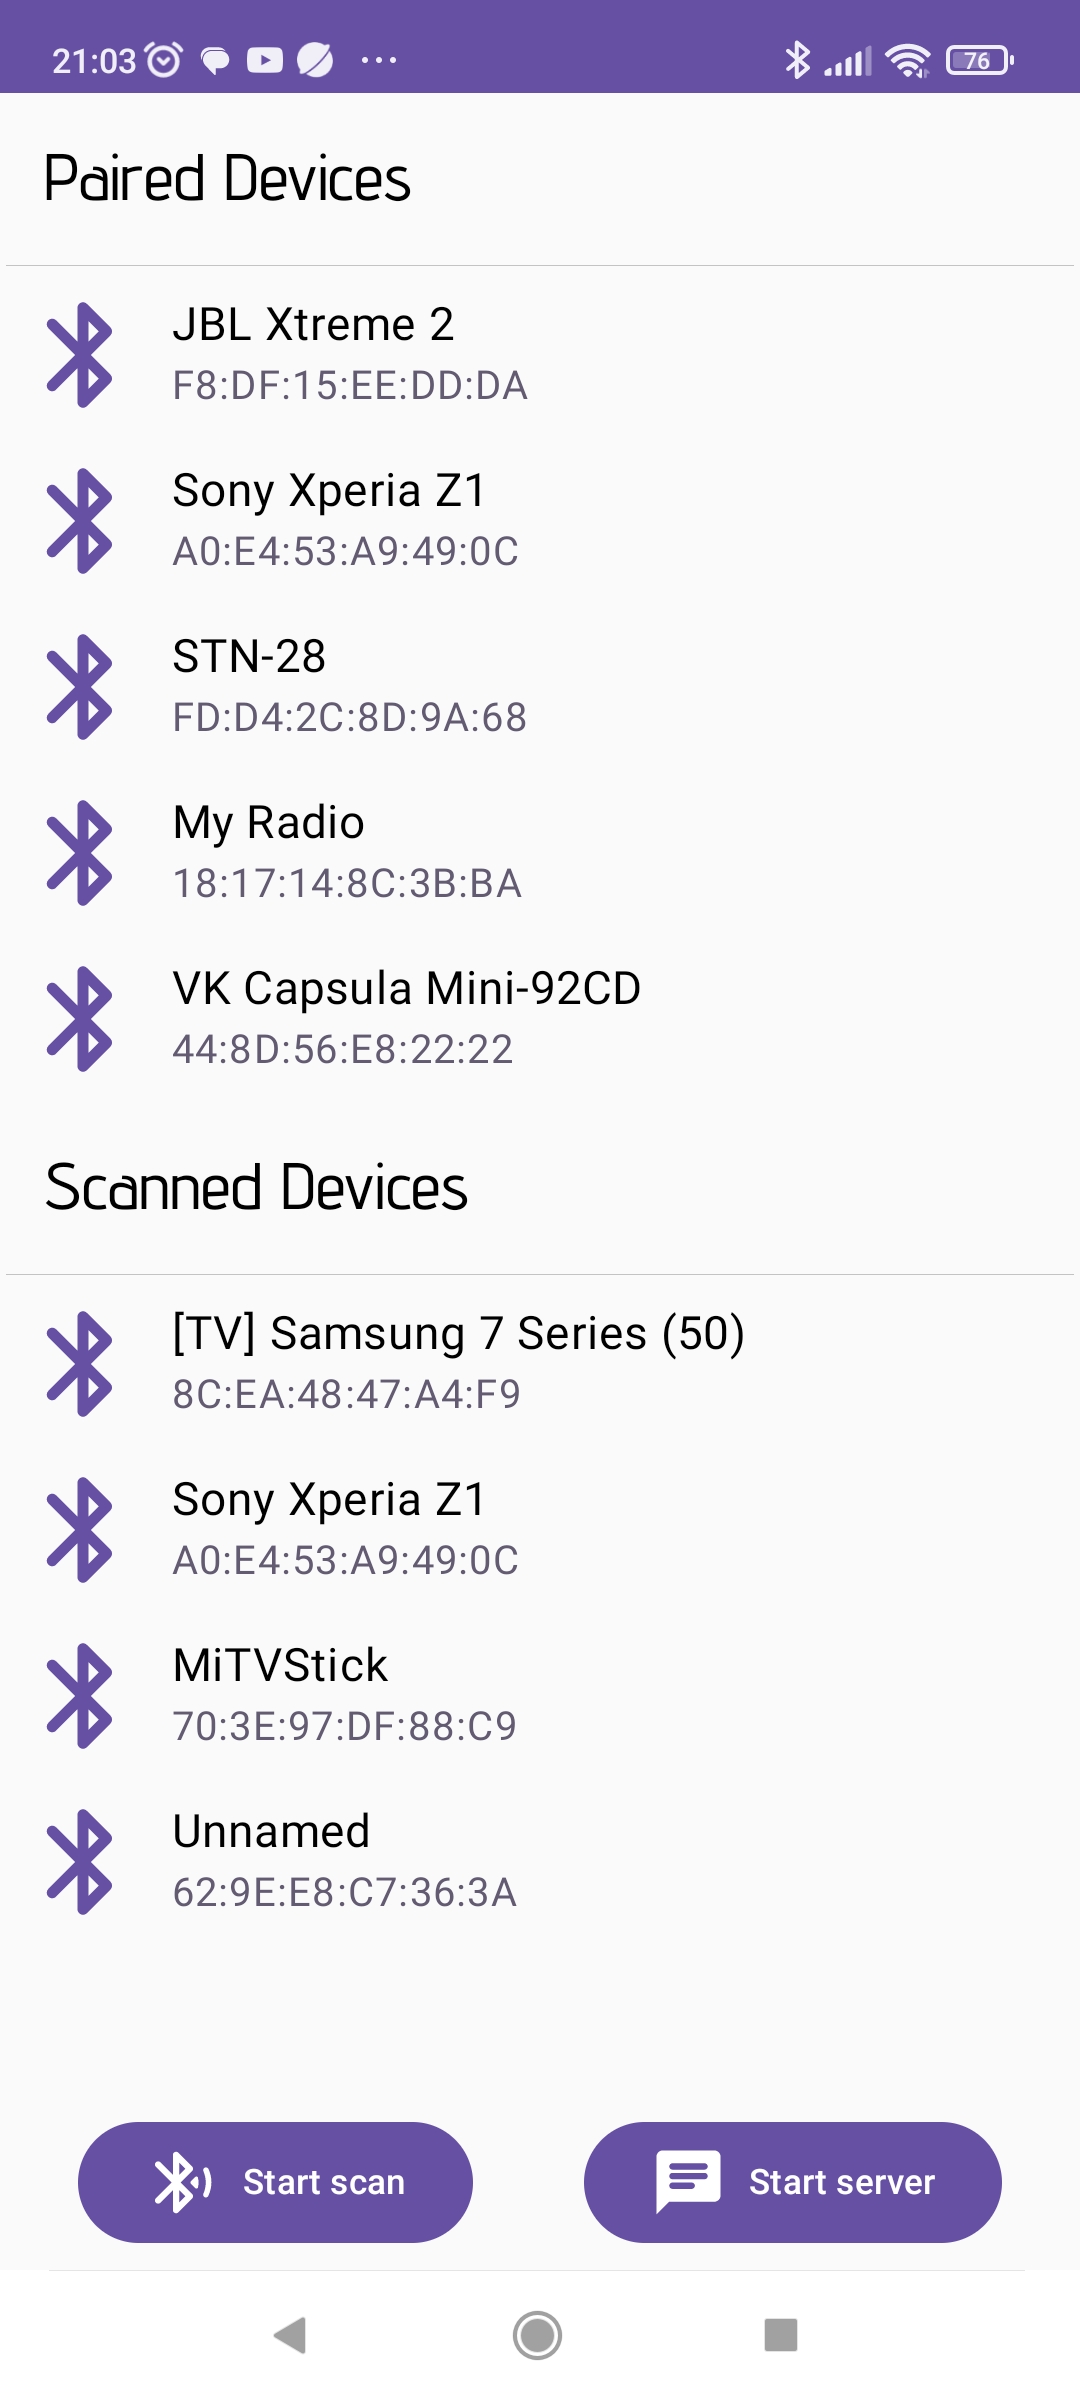 21:03
76
Paired Devices
JBL Xtreme 2
F8:DF:15:EE:DD:DA
Sony Xperia Z1
A0:E4:53:A9:49:0C
STN-28
FD:D4:2C:8D:9A:68
My Radio
18:17:14:8C:3B:BA
VK Capsula Mini-92CD
44:8D:56:E8:22:22
Scanned Devices
[TV] Samsung 7 Series (50)
8C:EA:48:47:A4:F9
Sony Xperia Z1
A0:E4:53:A9:49:0C
MiTVStick
70:3E:97:DF:88:C9
Unnamed
62:9E:E8:C7:36:3A
Start scan
Start server